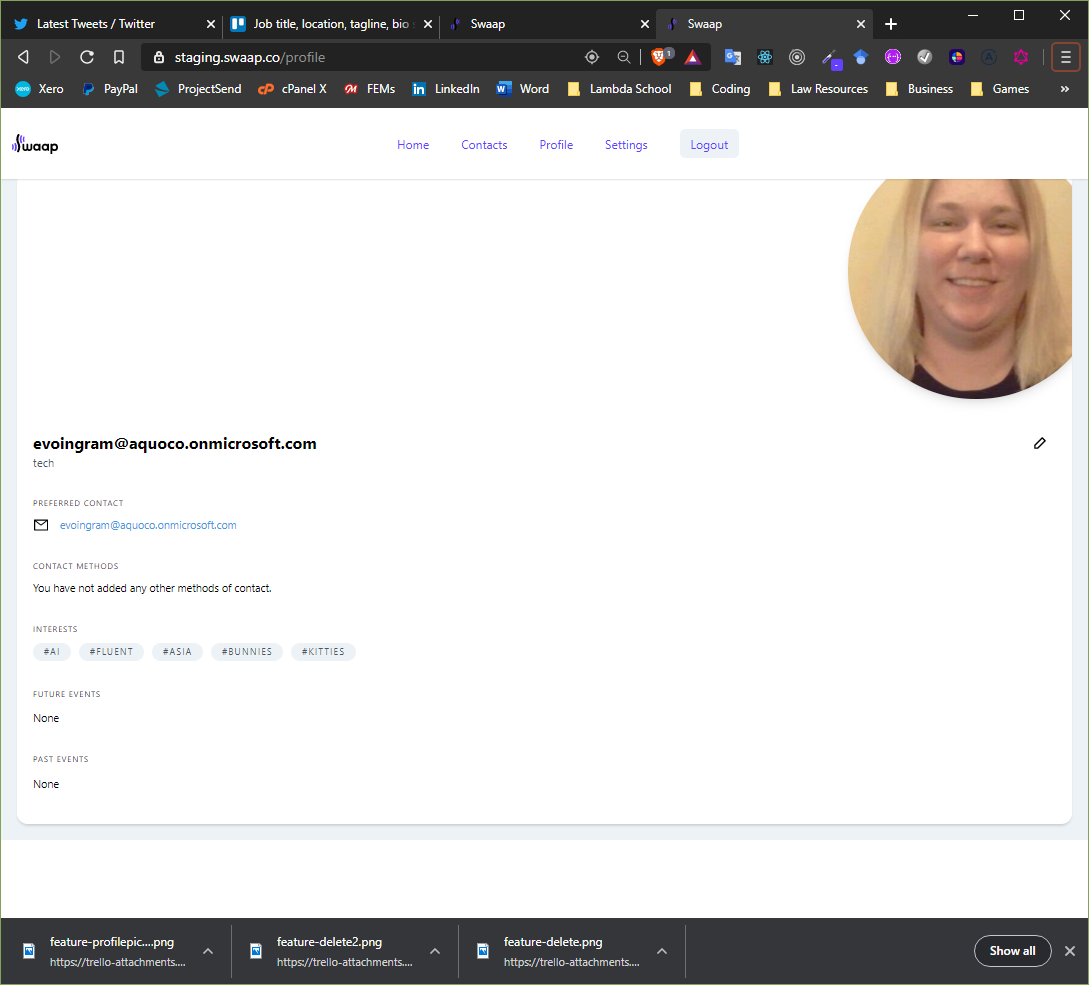 Latest Tweets / Twitter
Job title, location, tagline, bio
Swaap
Swaap
staging.swaap.co/profile
1
Xero
PayPal
ProjectSend
cPanel X
FEMs
LinkedIn
Word
Lambda School
Coding
Law Resources
Business
Games
»
Swaap
Home
Contacts
Profile
Settings
Logout
evoingram@aquoco.onmicrosoft.com
tech
PREFERRED CONTACT
evoingram@aquoco.onmicrosoft.com
CONTACT METHODS
You have not added any other methods of contact.
INTERESTS
#AI #FLUENT #ASIA #BUNNIES #KITTIES
FUTURE EVENTS
None
PAST EVENTS
None
feature-profilepic....png
https://trello-attachments....
feature-delete2.png
https://trello-attachments....
feature-delete.png
https://trello-attachments....
Show all